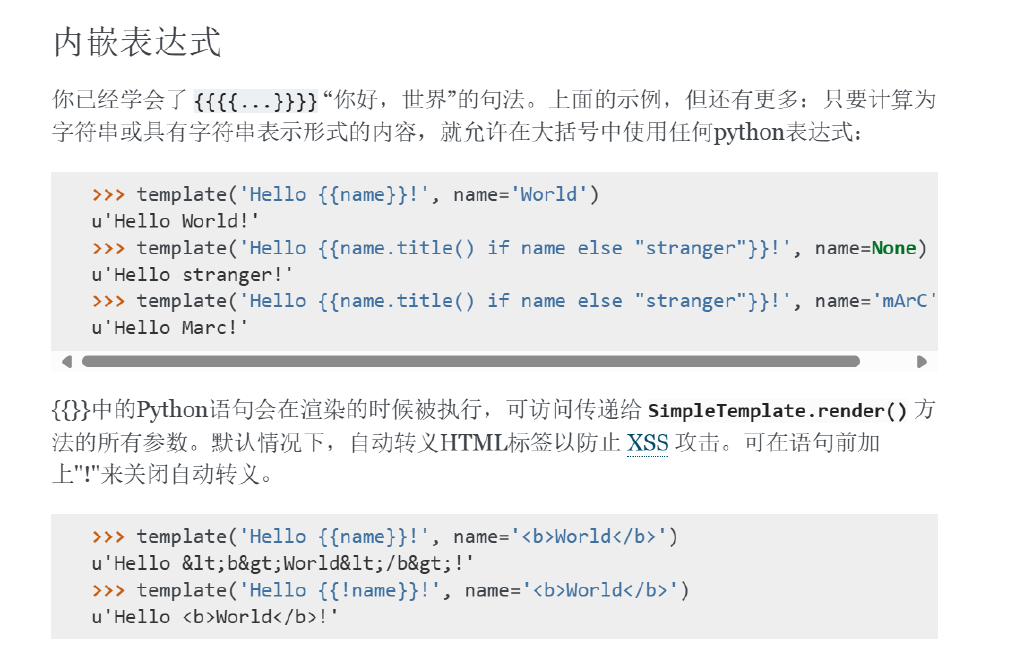 内嵌表达式
你已经学会了 {{{{...}}}} “你好，世界”的句法。上面的示例，但还有更多：只要计算为
字符串或具有字符串表示形式的内容，就允许在大括号中使用任何python表达式：
>>> template('Hello {{name}}!', name='World')
u'Hello World!'
>>> template('Hello {{name.title() if name else "stranger"}}!', name=None)
u'Hello stranger!'
>>> template('Hello {{name.title() if name else "stranger"}}!', name='mArC'
u'Hello Marc!'
{{}}中的Python语句会在渲染的时候被执行，可访问传递给 SimpleTemplate.render() 方
法的所有参数。默认情况下，自动转义HTML标签以防止 XSS 攻击。可在语句前加
上"!"来关闭自动转义。
>>> template('Hello {{name}}!', name='<b>World</b>')
u'Hello &lt;b&gt;World&lt;/b&gt;!'
>>> template('Hello {{!name}}!', name='<b>World</b>')
u'Hello <b>World</b>!'